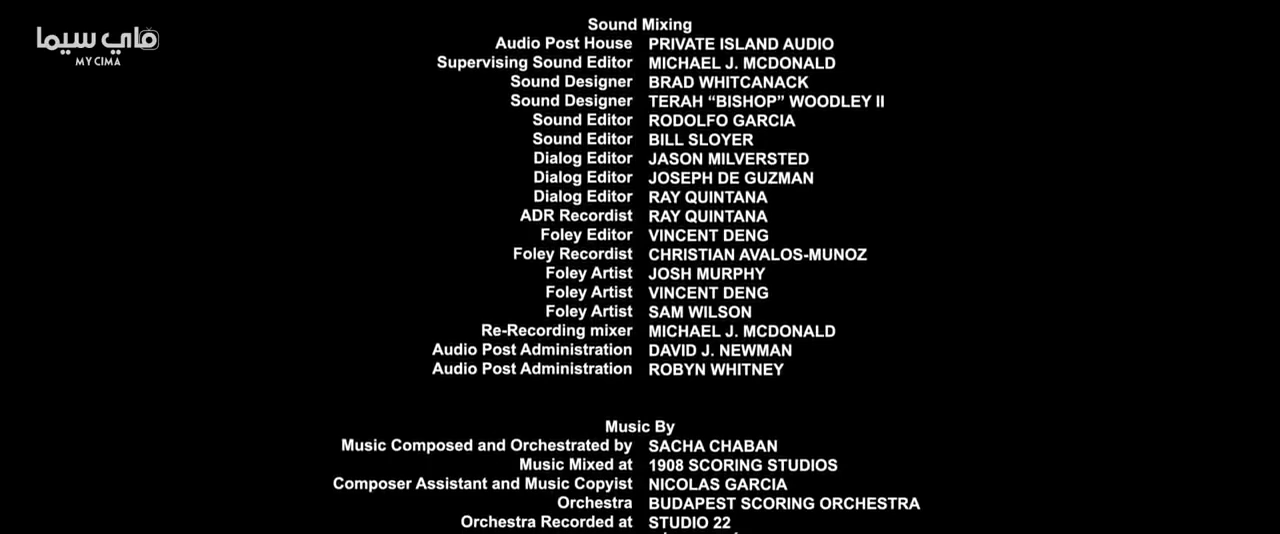 ماي سيما
MY CIMA
Sound Mixing
Audio Post House PRIVATE ISLAND AUDIO
Supervising Sound Editor MICHAEL J. MCDONALD
Sound Designer BRAD WHITCANACK
Sound Designer TERAH “BISHOP” WOODLEY II
Sound Editor RODOLFO GARCIA
Sound Editor BILL SLOYER
Dialog Editor JASON MILVERSTED
Dialog Editor JOSEPH DE GUZMAN
Dialog Editor RAY QUINTANA
ADR Recordist RAY QUINTANA
Foley Editor VINCENT DENG
Foley Recordist CHRISTIAN AVALOS-MUNOZ
Foley Artist JOSH MURPHY
Foley Artist VINCENT DENG
Foley Artist SAM WILSON
Re-Recording mixer MICHAEL J. MCDONALD
Audio Post Administration DAVID J. NEWMAN
Audio Post Administration ROBYN WHITNEY
Music By
Music Composed and Orchestrated by SACHA CHABAN
Music Mixed at 1908 SCORING STUDIOS
Composer Assistant and Music Copyist NICOLAS GARCIA
Orchestra BUDAPEST SCORING ORCHESTRA
Orchestra Recorded at STUDIO 22